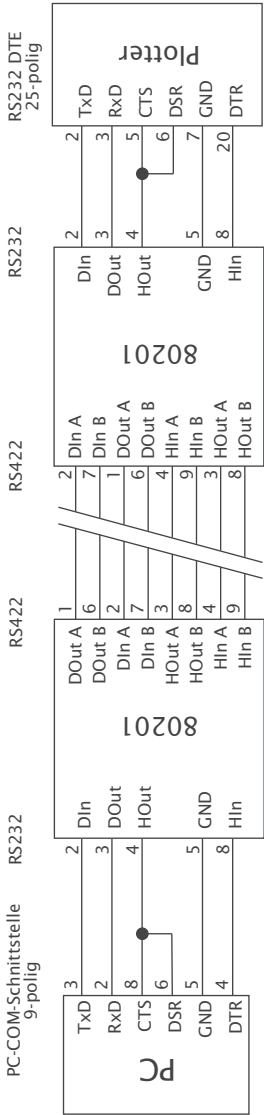 PC-COM-Schnittstelle
9-polig
PC
3 TxD
2 RxD
8 CTS
6 DSR
5 GND
4 DTR
RS232
2 DIn
3 DOut
4 HOut
5 GND
8 HIn
80201
RS422
DOut A 1
DOut B 6
DIn A 2
DIn B 7
HOut A 3
HOut B 8
HIn A 4
HIn B 9
RS422
2 DIn A
7 DIn B
1 DOut A
6 DOut B
4 HIn A
9 HIn B
3 HOut A
8 HOut B
80201
RS232
DIn 2
DOut 3
HOut 4
GND 5
HIn 8
RS232 DTE
25-polig
2 TxD
3 RxD
5 CTS
6 DSR
7 GND
20 DTR
Plotter